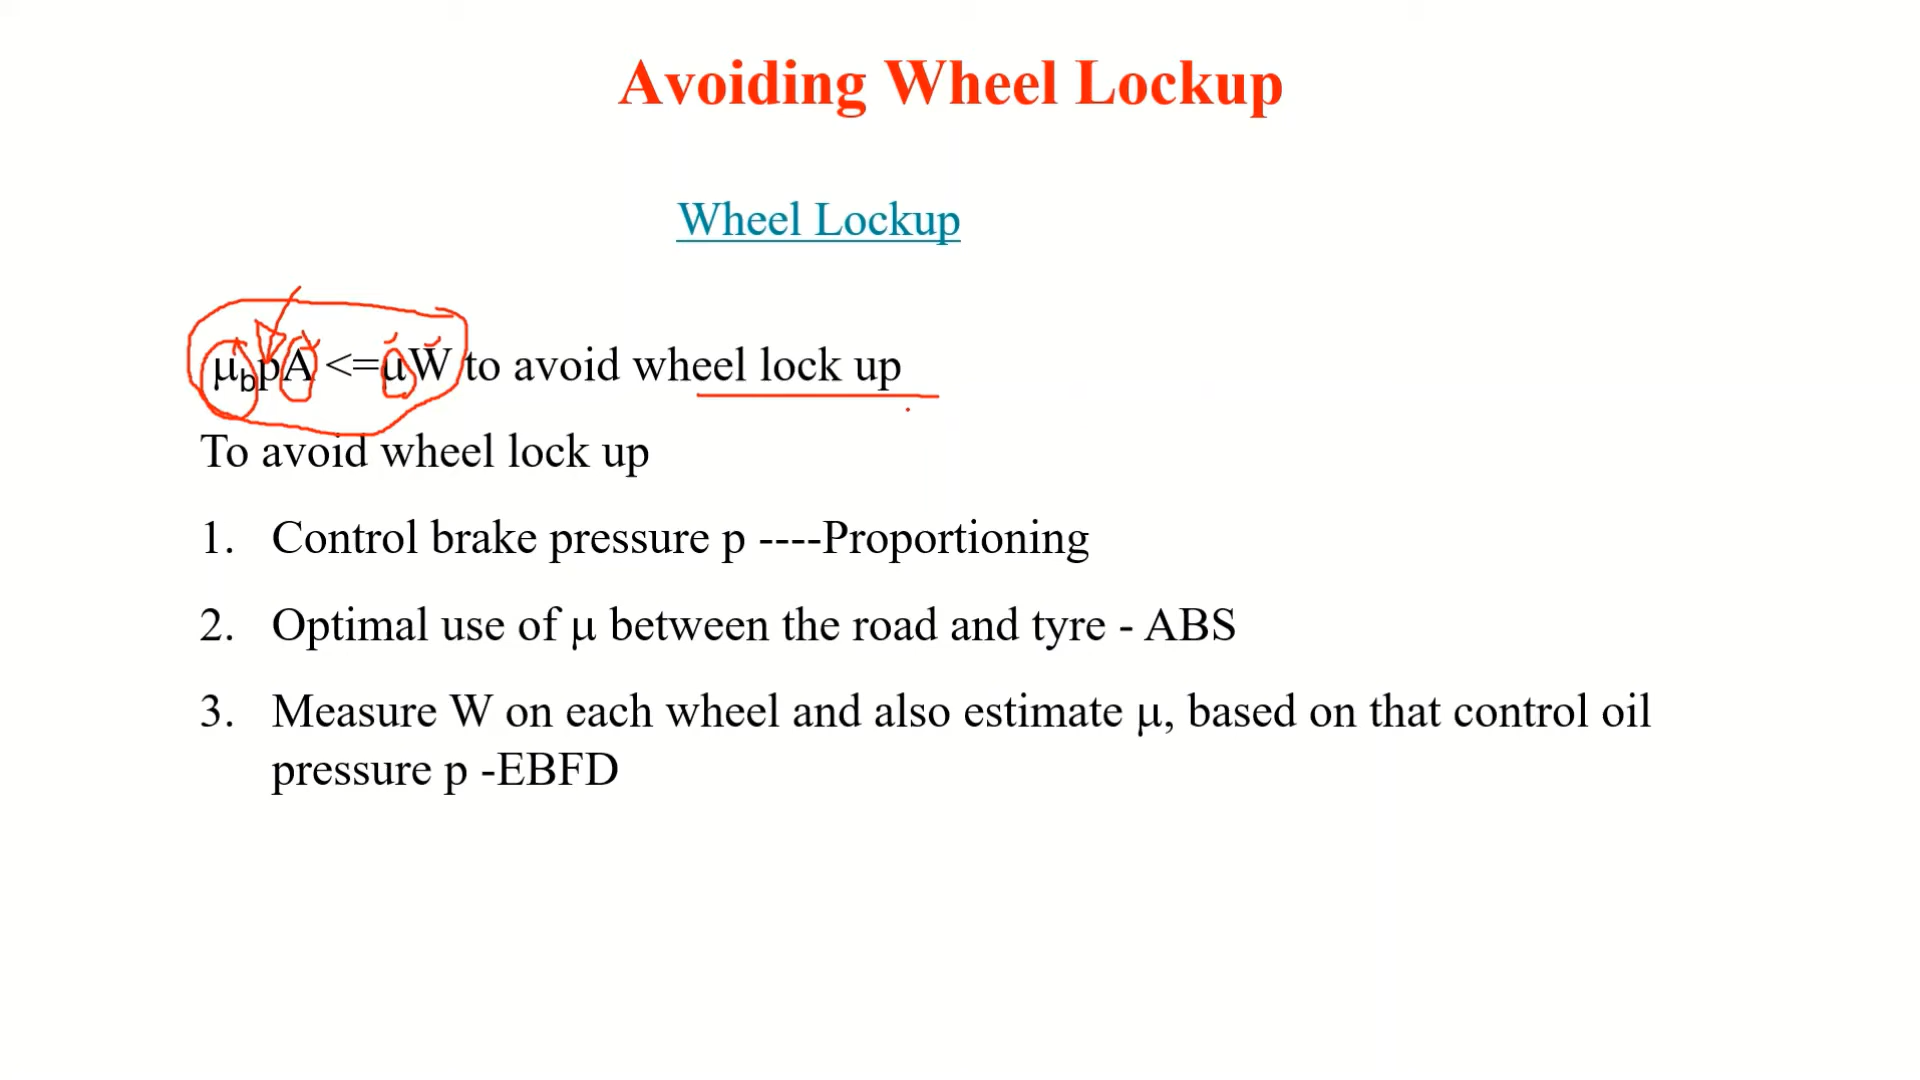 Avoiding Wheel Lockup
Wheel Lockup
μbpA <=μW to avoid wheel lock up
To avoid wheel lock up
1. Control brake pressure p ----Proportioning
2. Optimal use of μ between the road and tyre - ABS
3. Measure W on each wheel and also estimate μ, based on that control oil
pressure p -EBFD